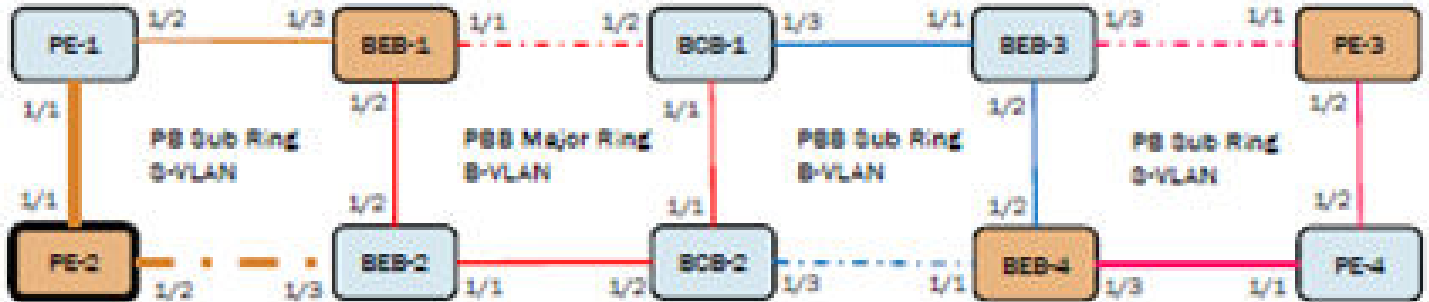 PE-1 1/2 1/3 BEB-1 1/1 1/2 BCB-1 1/3 1/1 BEB-3 1/3 1/1 PE-3
1/1 1/2 1/1 1/2 1/2
PB Sub Ring PBB Major Ring PBB Sub Ring PB Sub Ring
S-VLAN B-VLAN B-VLAN S-VLAN
1/1 1/2 1/1 1/2 1/2
PE-2 1/2 1/3 BEB-2 1/1 1/2 BCB-2 1/3 1/1 BEB-4 1/3 1/1 PE-4